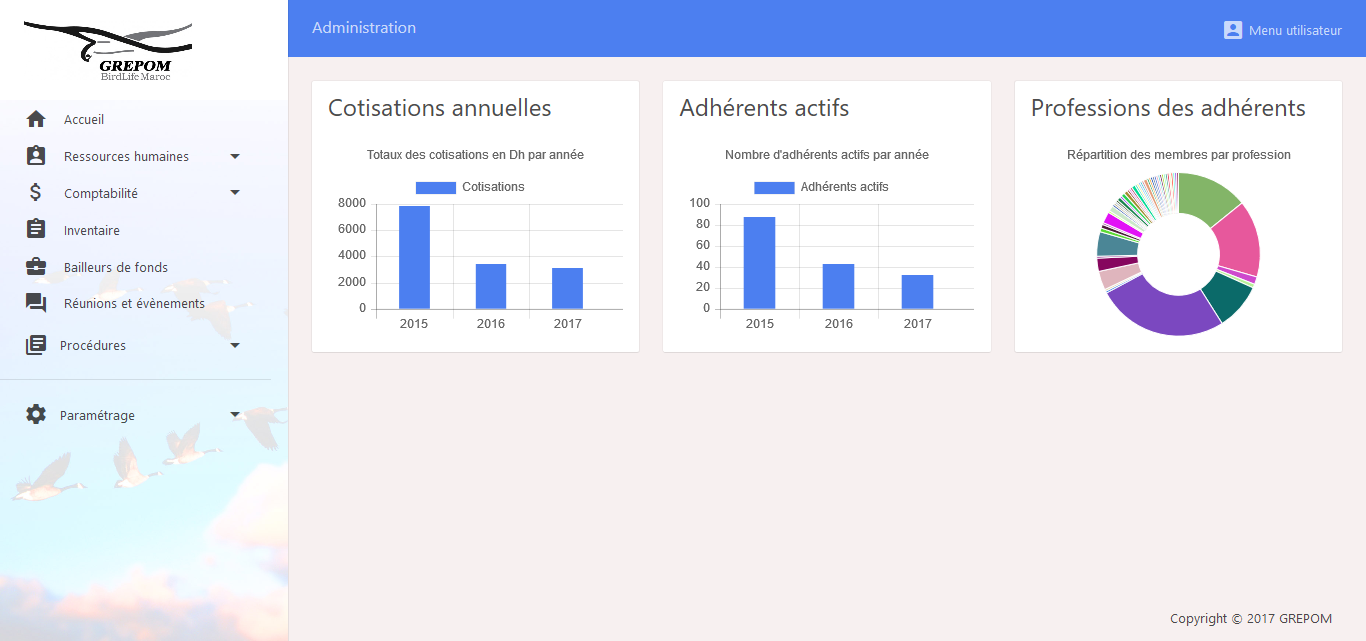 GREPOM
BirdLife Maroc
Accueil
Ressources humaines
Comptabilité
Inventaire
Bailleurs de fonds
Réunions et évènements
Procédures
Paramétrage
Administration
Menu utilisateur
Cotisations annuelles
Totaux des cotisations en Dh par année
Cotisations
8000
6000
4000
2000
0
2015 2016 2017
Adhérents actifs
Nombre d'adhérents actifs par année
Adhérents actifs
100
80
60
40
20
0
2015 2016 2017
Professions des adhérents
Répartition des membres par profession
Copyright © 2017 GREPOM